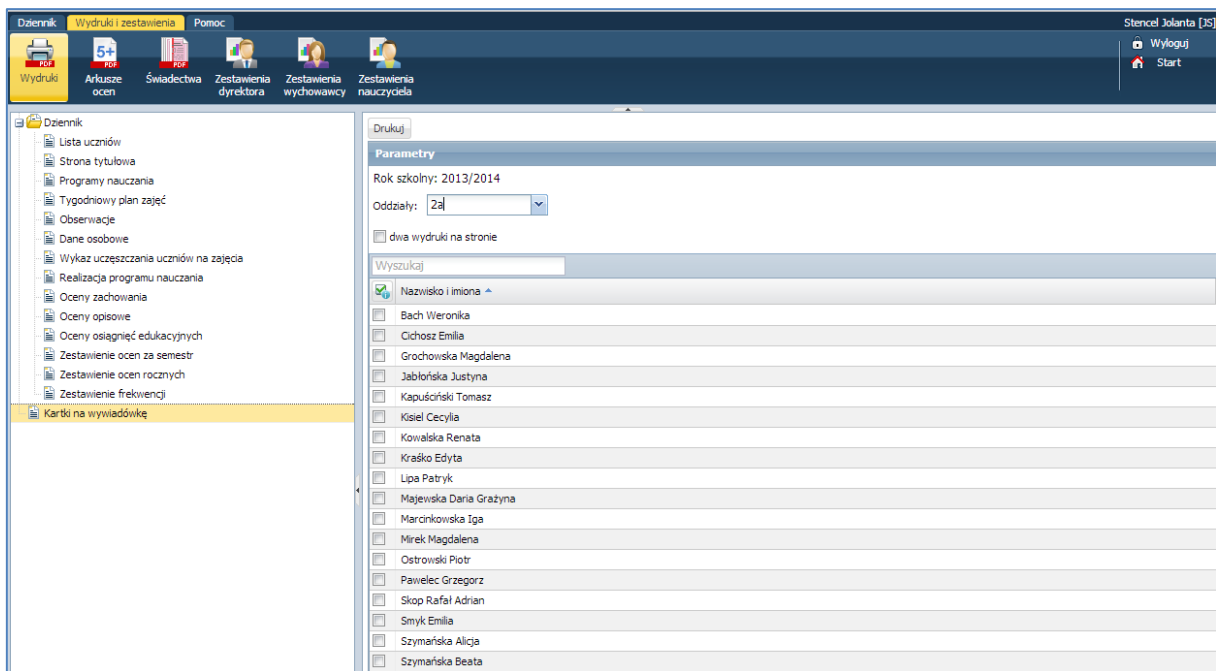 Dziennik Wydruki i zestawienia Pomoc Stencel Jolanta [JS]
PDF 5+ PDF PDF
Wydruki Arkusze ocen Świadectwa Zestawienia dyrektora Zestawienia wychowawcy Zestawienia nauczyciela
Wyloguj
Start
Dziennik
Lista uczniów
Strona tytułowa
Programy nauczania
Tygodniowy plan zajęć
Obserwacje
Dane osobowe
Wykaz uczęszczania uczniów na zajęcia
Realizacja programu nauczania
Oceny zachowania
Oceny opisowe
Oceny osiągnięć edukacyjnych
Zestawienie ocen za semestr
Zestawienie ocen rocznych
Zestawienie frekwencji
Kartki na wywiadówkę
Drukuj
Parametry
Rok szkolny: 2013/2014
Oddziały: 2a
dwa wydruki na stronie
Wyszukaj
Nazwisko i imiona
Bach Weronika
Cichosz Emilia
Grochowska Magdalena
Jabłońska Justyna
Kapuściński Tomasz
Kisiel Cecylia
Kowalska Renata
Kraśko Edyta
Lipa Patryk
Majewska Daria Grażyna
Marcinkowska Iga
Mirek Magdalena
Ostrowski Piotr
Pawelec Grzegorz
Skop Rafał Adrian
Smyk Emilia
Szymańska Alicja
Szymańska Beata